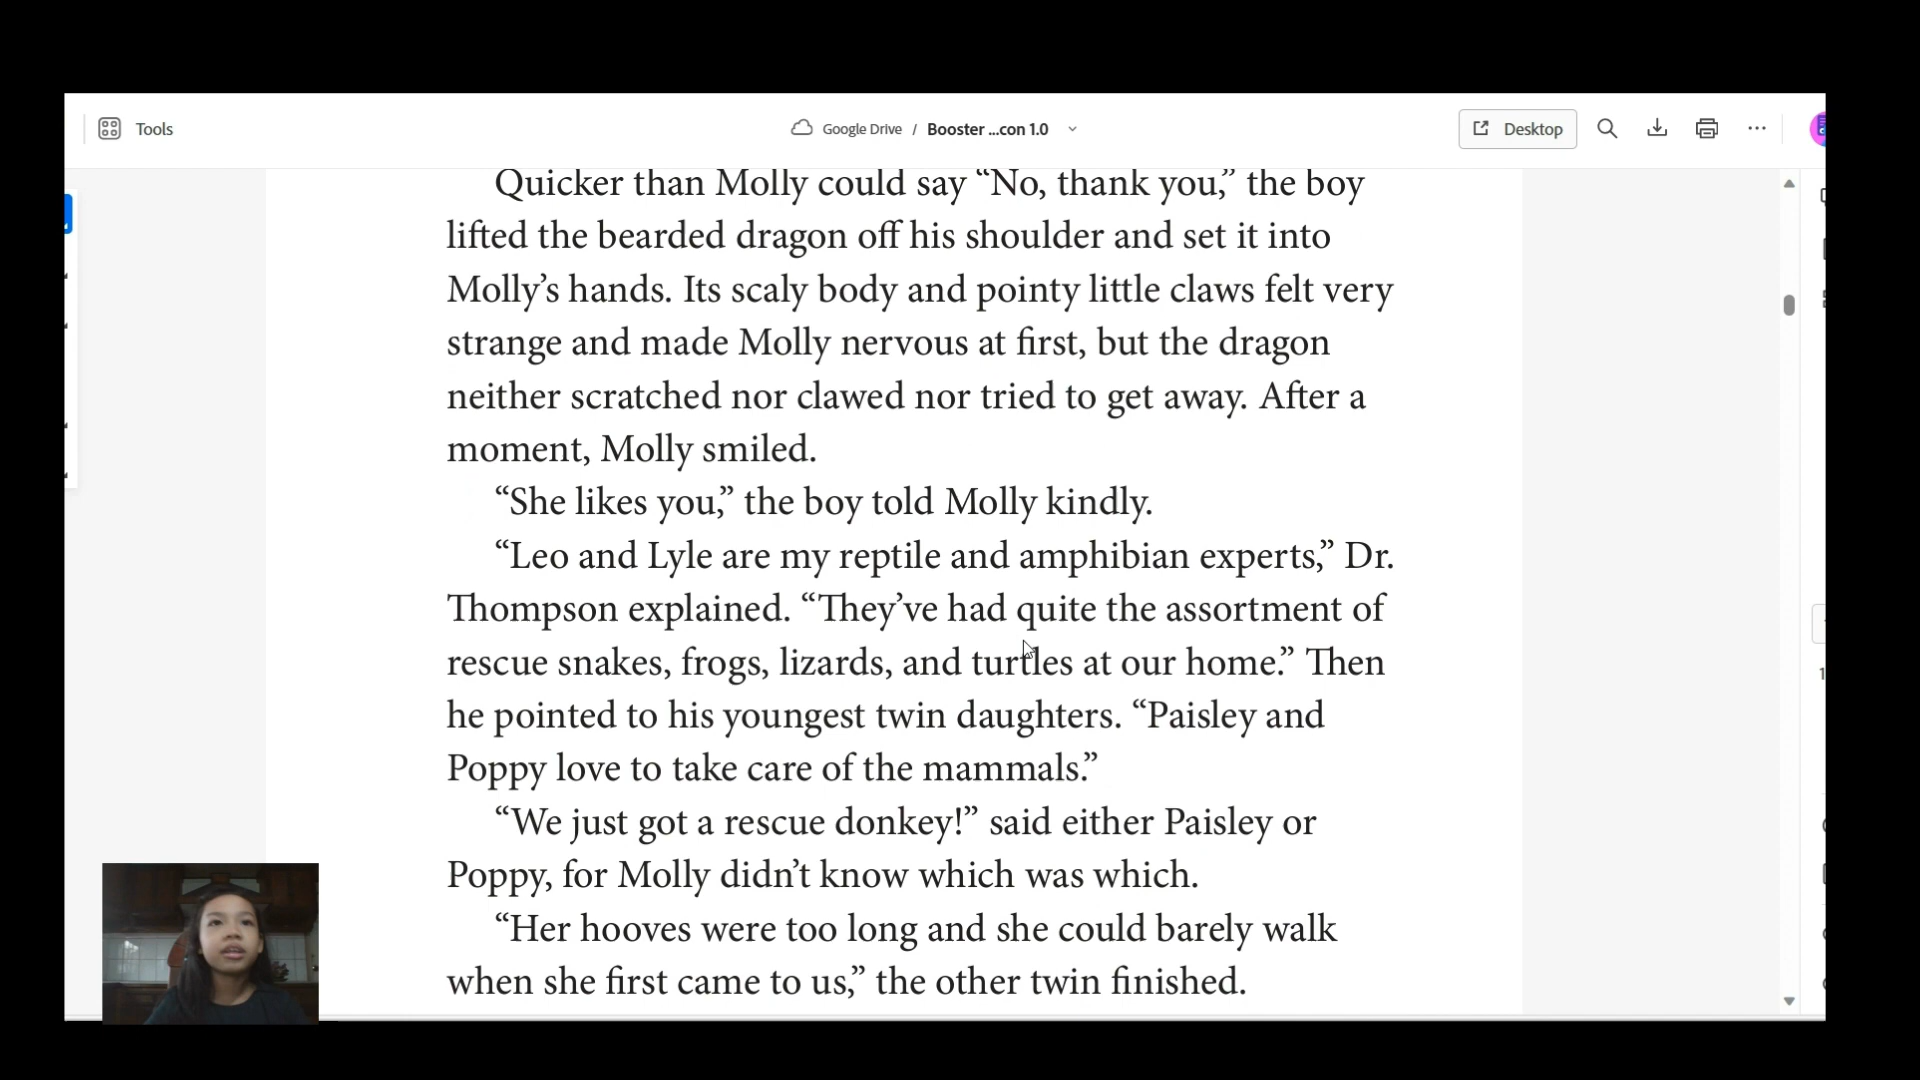 Tools
Google Drive / Booster ...con 1.0
Desktop
Quicker than Molly could say “No, thank you,” the boy
lifted the bearded dragon off his shoulder and set it into
Molly’s hands. Its scaly body and pointy little claws felt very
strange and made Molly nervous at first, but the dragon
neither scratched nor clawed nor tried to get away. After a
moment, Molly smiled.
“She likes you,” the boy told Molly kindly.
“Leo and Lyle are my reptile and amphibian experts,” Dr.
Thompson explained. “They’ve had quite the assortment of
rescue snakes, frogs, lizards, and turtles at our home.” Then
he pointed to his youngest twin daughters. “Paisley and
Poppy love to take care of the mammals.”
“We just got a rescue donkey!” said either Paisley or
Poppy, for Molly didn’t know which was which.
“Her hooves were too long and she could barely walk
when she first came to us,” the other twin finished.